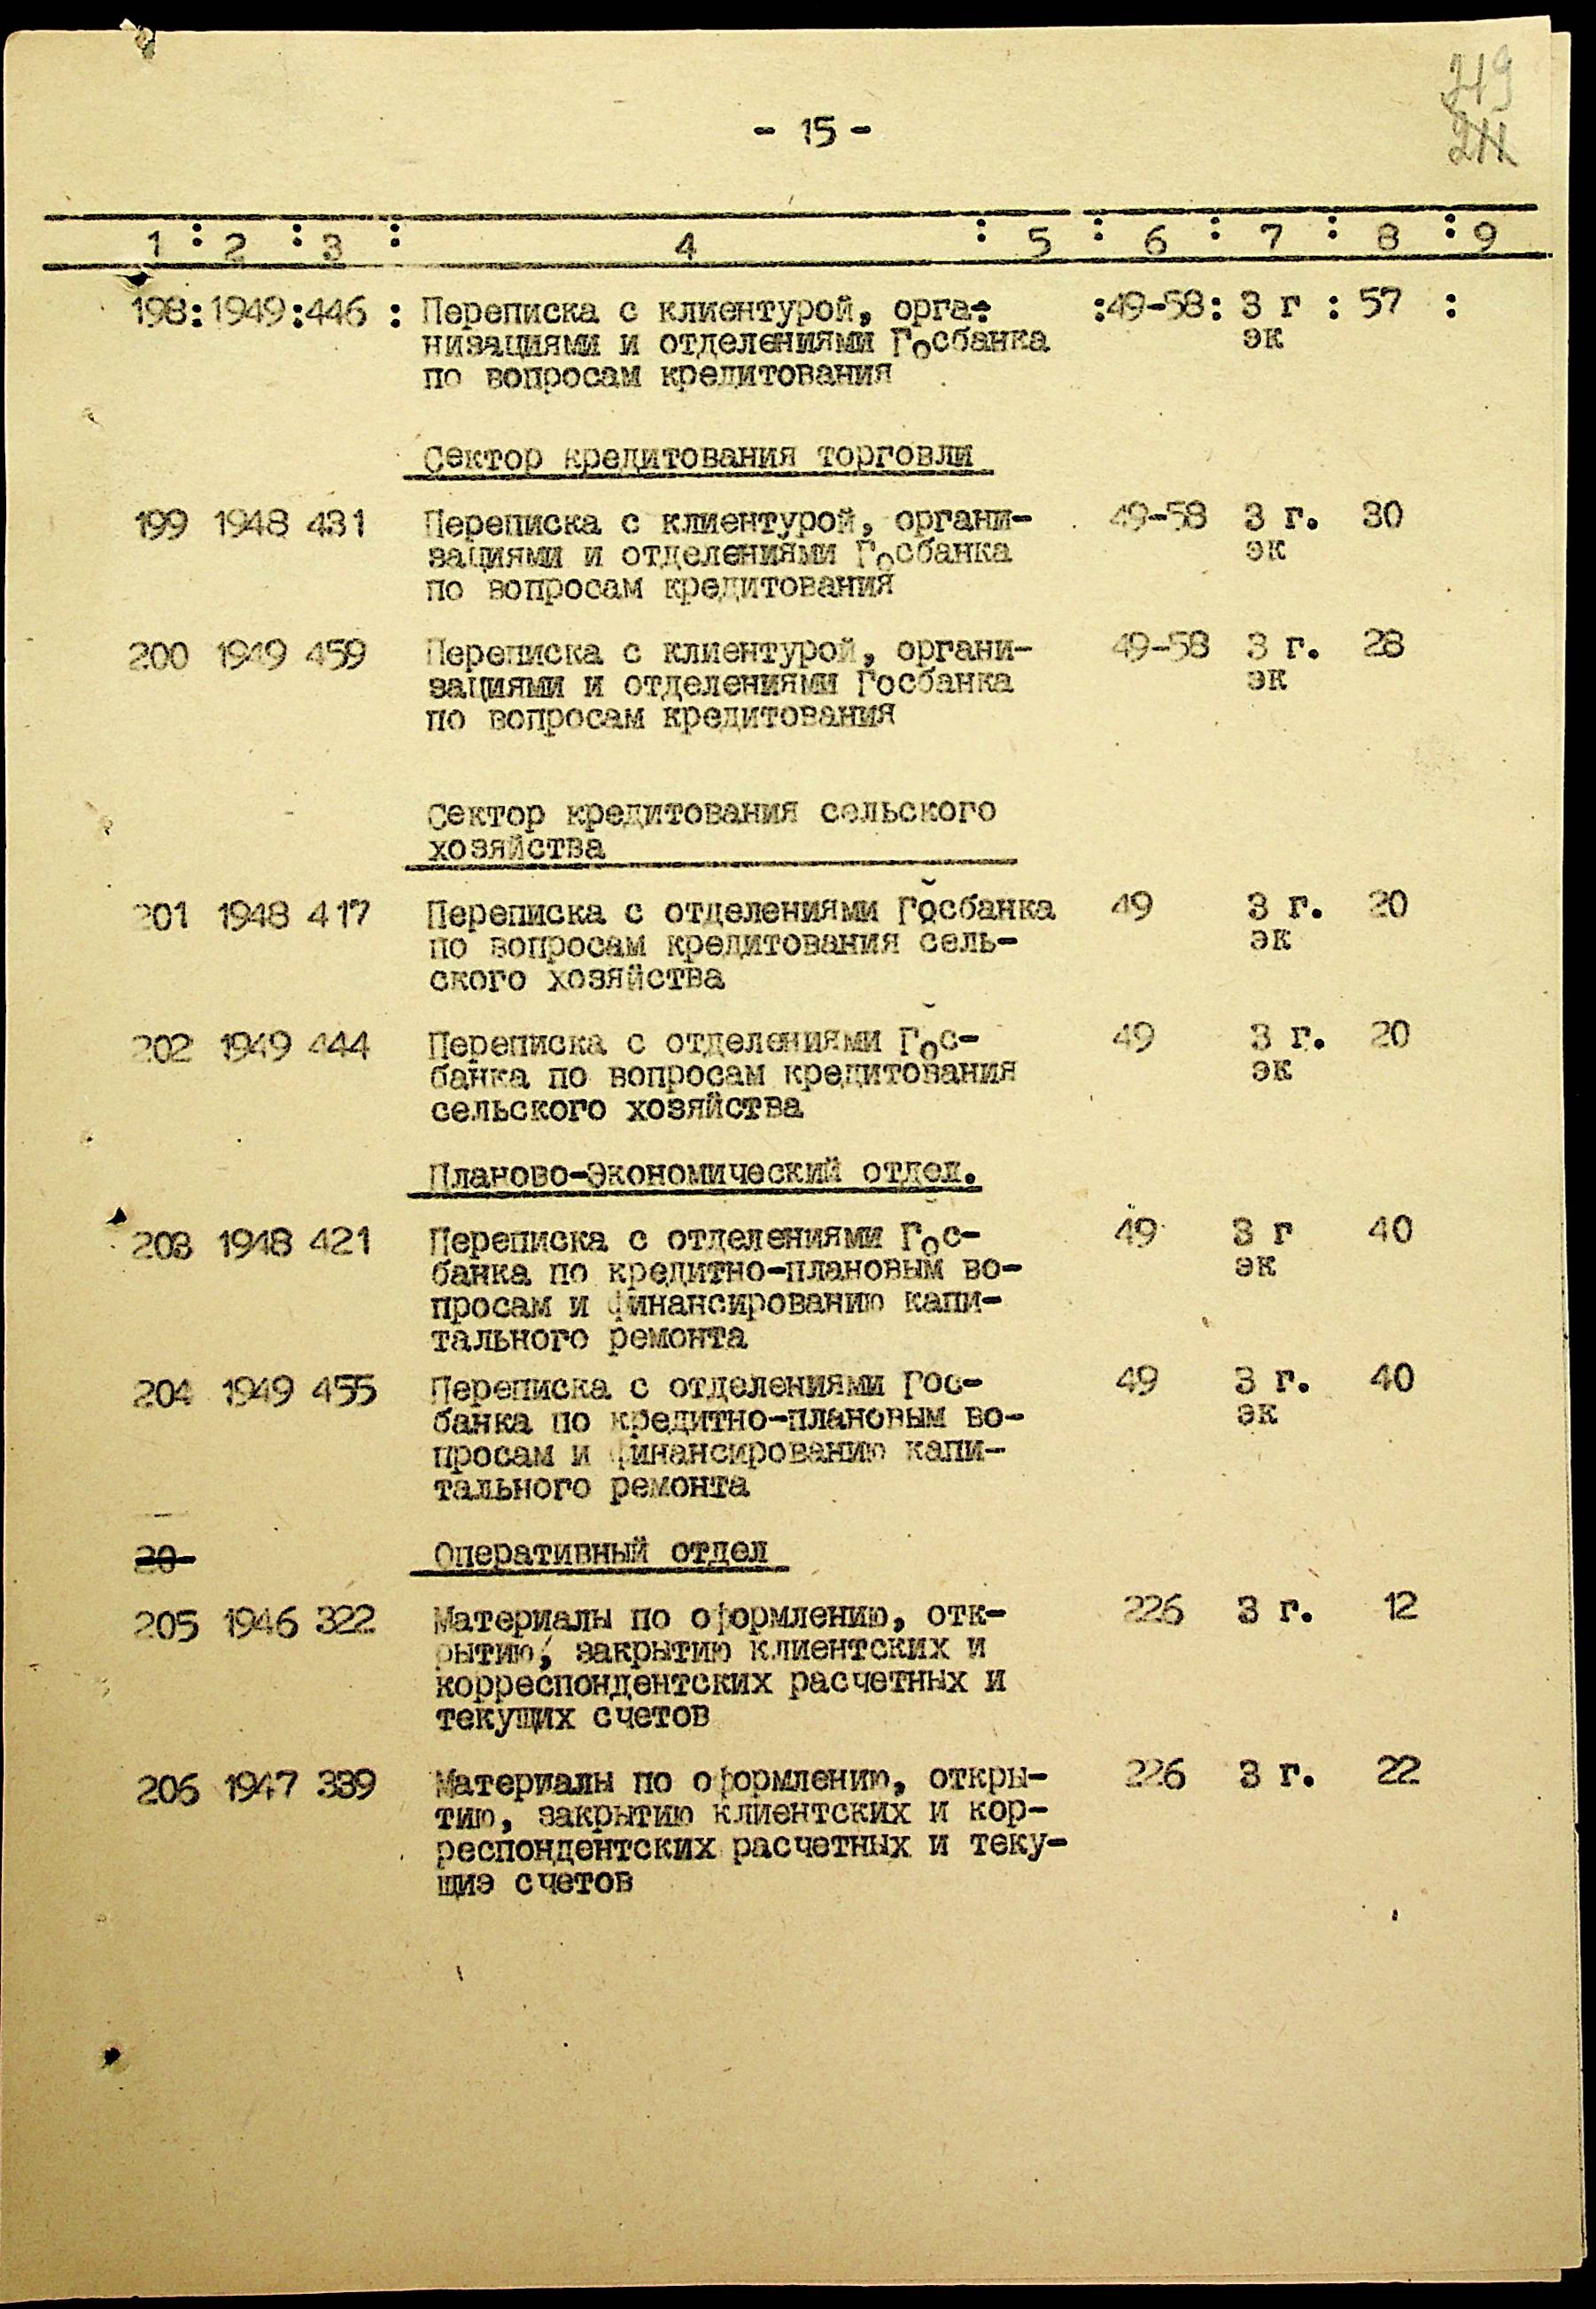 219
- 15 -
1 : 2 : 3 : 4 : 5 : 6 : 7 : 8 : 9
198: 1949:446 : Переписка с клиентурой, орга- :49-58: 3 г : 57 :
низациями и отделениями Госбанка эк
по вопросам кредитования
Сектор кредитования торговли
199 1948 431 Переписка с клиентурой, органи- 49-58 3 г. 30
зациями и отделениями Госбанка эк
по вопросам кредитования
200 1949 459 Переписка с клиентурой, органи- 49-58 3 г. 28
зациями и отделениями Госбанка эк
по вопросам кредитования
Сектор кредитования сельского
хозяйства
201 1948 417 Переписка с отделениями Госбанка 49 3 г. 20
по вопросам кредитования сель- эк
ского хозяйства
202 1949 444 Переписка с отделениями Гос- 49 3 г. 20
банка по вопросам кредитования эк
сельского хозяйства
Планово-Экономический отдел.
203 1948 421 Переписка с отделениями Гос- 49 3 г 40
банка по кредитно-плановым во- эк
просам и финансированию капи-
тального ремонта
204 1949 455 Переписка с отделениями Гос- 49 3 г. 40
банка по кредитно-плановым во- эк
просам и финансированию капи-
тального ремонта
20- Оперативный отдел
205 1946 322 Материалы по оформлению, отк- 226 3 г. 12
рытию, закрытию клиентских и
корреспондентских расчетных и
текущих счетов
206 1947 339 Материалы по оформлению, откры- 226 3 г. 22
тию, закрытию клиентских и кор-
респондентских расчетных и теку-
щиэ счетов